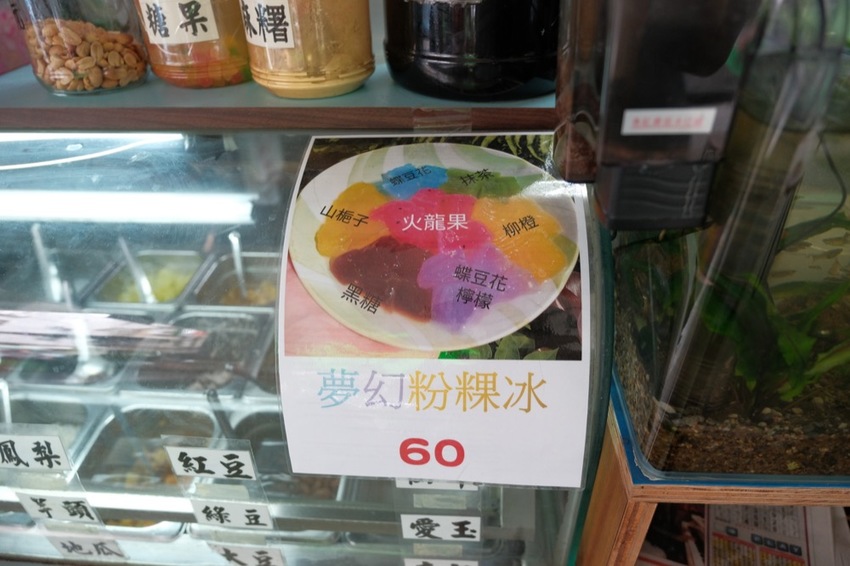 糖果
麻糬
蝶豆花
抹茶
山梔子
火龍果
柳橙
黑糖
蝶豆花
檸檬
夢幻粉粿冰
60
鳳梨
紅豆
芋頭
綠豆
愛玉
地瓜
大豆